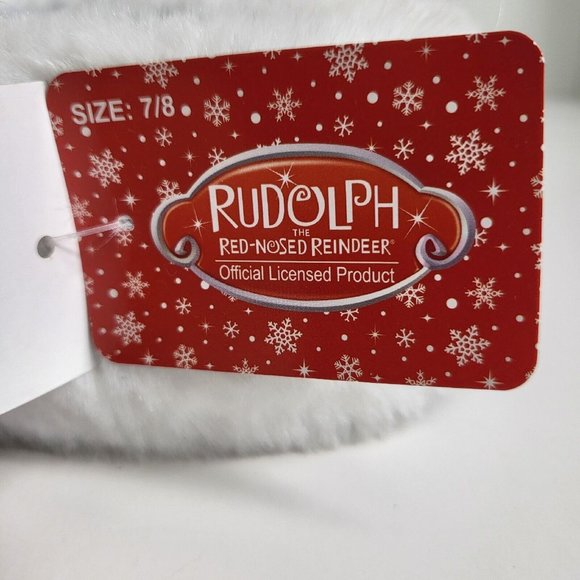 SIZE: 7/8
RUDOLPH
THE
RED-NOSED REINDEER®
Official Licensed Product